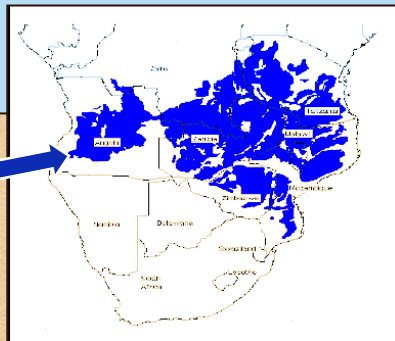 Zaire
Tanzania
Angola
Zambia
Malawi
Mozambique
Zimbabwe
Namibia
Botswana
Swaziland
South
Africa
Lesotho